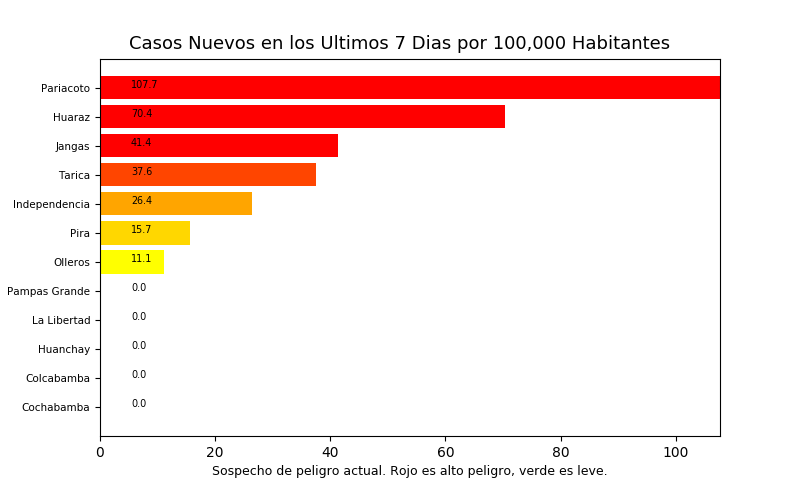 Casos Nuevos en los Ultimos 7 Dias por 100,000 Habitantes
Pariacoto 107.7
Huaraz 70.4
Jangas 41.4
Tarica 37.6
Independencia 26.4
Pira 15.7
Olleros 11.1
Pampas Grande 0.0
La Libertad 0.0
Huanchay 0.0
Colcabamba 0.0
Cochabamba 0.0
0 20 40 60 80 100
Sospecho de peligro actual. Rojo es alto peligro, verde es leve.